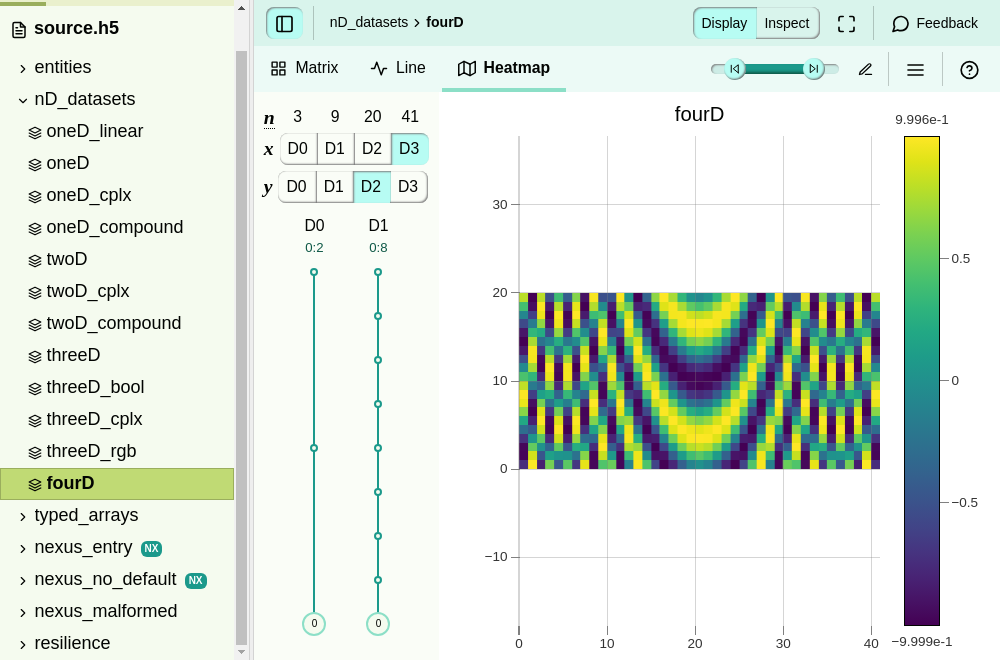 source.h5
entities
nD_datasets
oneD_linear
oneD
oneD_cplx
oneD_compound
twoD
twoD_cplx
twoD_compound
threeD
threeD_bool
threeD_cplx
threeD_rgb
fourD
typed_arrays
nexus_entry NX
nexus_no_default NX
nexus_malformed
resilience
nD_datasets › fourD
Display Inspect Feedback
Matrix Line Heatmap
n 3 9 20 41
x D0 D1 D2 D3
y D0 D1 D2 D3
D0 D1
0:2 0:8
0 0
fourD
30
20
10
0
−10
0 10 20 30 40
9.996e-1
0.5
0
−0.5
−9.999e-1